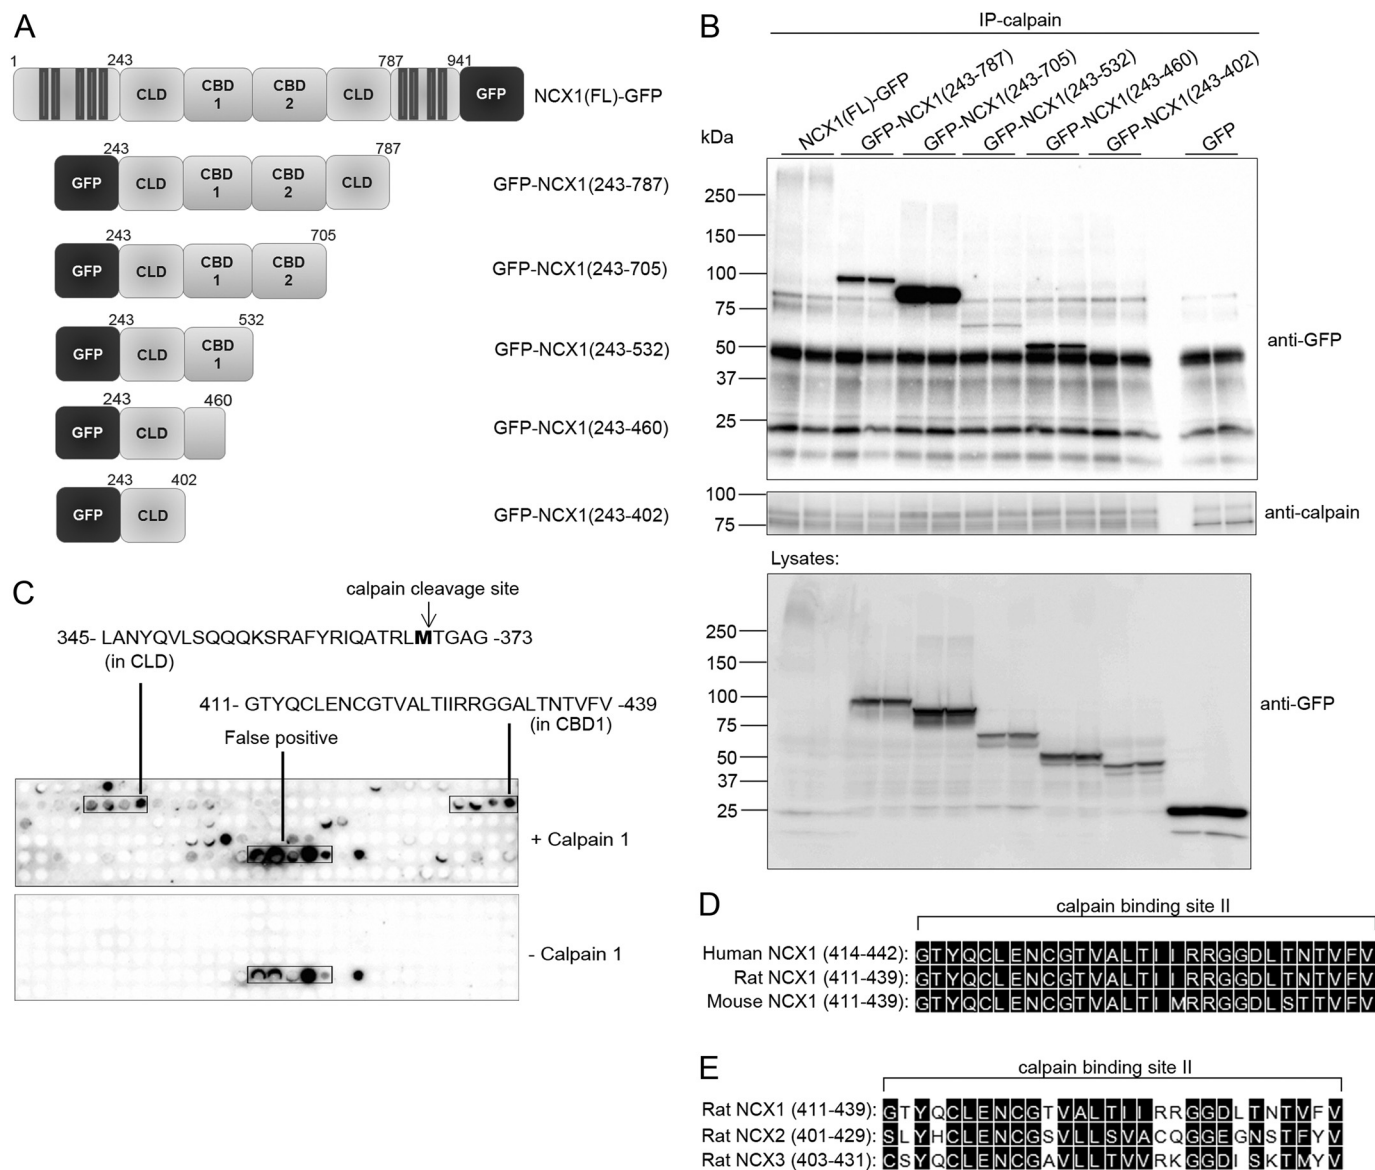 A
1 243 787 941
CLD CBD 1 CBD 2 CLD GFP NCX1(FL)-GFP
243 787
GFP CLD CBD 1 CBD 2 CLD GFP-NCX1(243-787)
243 705
GFP CLD CBD 1 CBD 2 GFP-NCX1(243-705)
243 532
GFP CLD CBD 1 GFP-NCX1(243-532)
243 460
GFP CLD GFP-NCX1(243-460)
243 402
GFP CLD GFP-NCX1(243-402)
B
IP-calpain
NCX1(FL)-GFP
GFP-NCX1(243-787)
GFP-NCX1(243-705)
GFP-NCX1(243-532)
GFP-NCX1(243-460)
GFP-NCX1(243-402)
GFP
kDa
250
150
100
75
50
37
25
anti-GFP
100
75
anti-calpain
Lysates:
250
150
100
75
50
37
25
anti-GFP
C
calpain cleavage site
345- LANYQVLSQQQKSRAFYRIQATRLMTGAG -373
(in CLD)
411- GTYQCLENCGTVALTIIRRGGALTNTVFV -439
(in CBD1)
False positive
+ Calpain 1
- Calpain 1
D
calpain binding site II
Human NCX1 (414-442): GTYQCLENCGTVALTIIRRGGDLTNTVFV
Rat NCX1 (411-439): GTYQCLENCGTVALTIIRRGGDLTNTVFV
Mouse NCX1 (411-439): GTYQCLENCGTVALTIMRRGGDLSTTVFV
E
calpain binding site II
Rat NCX1 (411-439): GTYQCLENCGTVALTIIRRGGDLTNTVFV
Rat NCX2 (401-429): SLYHCLENCGSVLLSVACQGGEGNSTFYV
Rat NCX3 (403-431): CSYQCLENCGAVLLTVVRKGGDISKTMYV